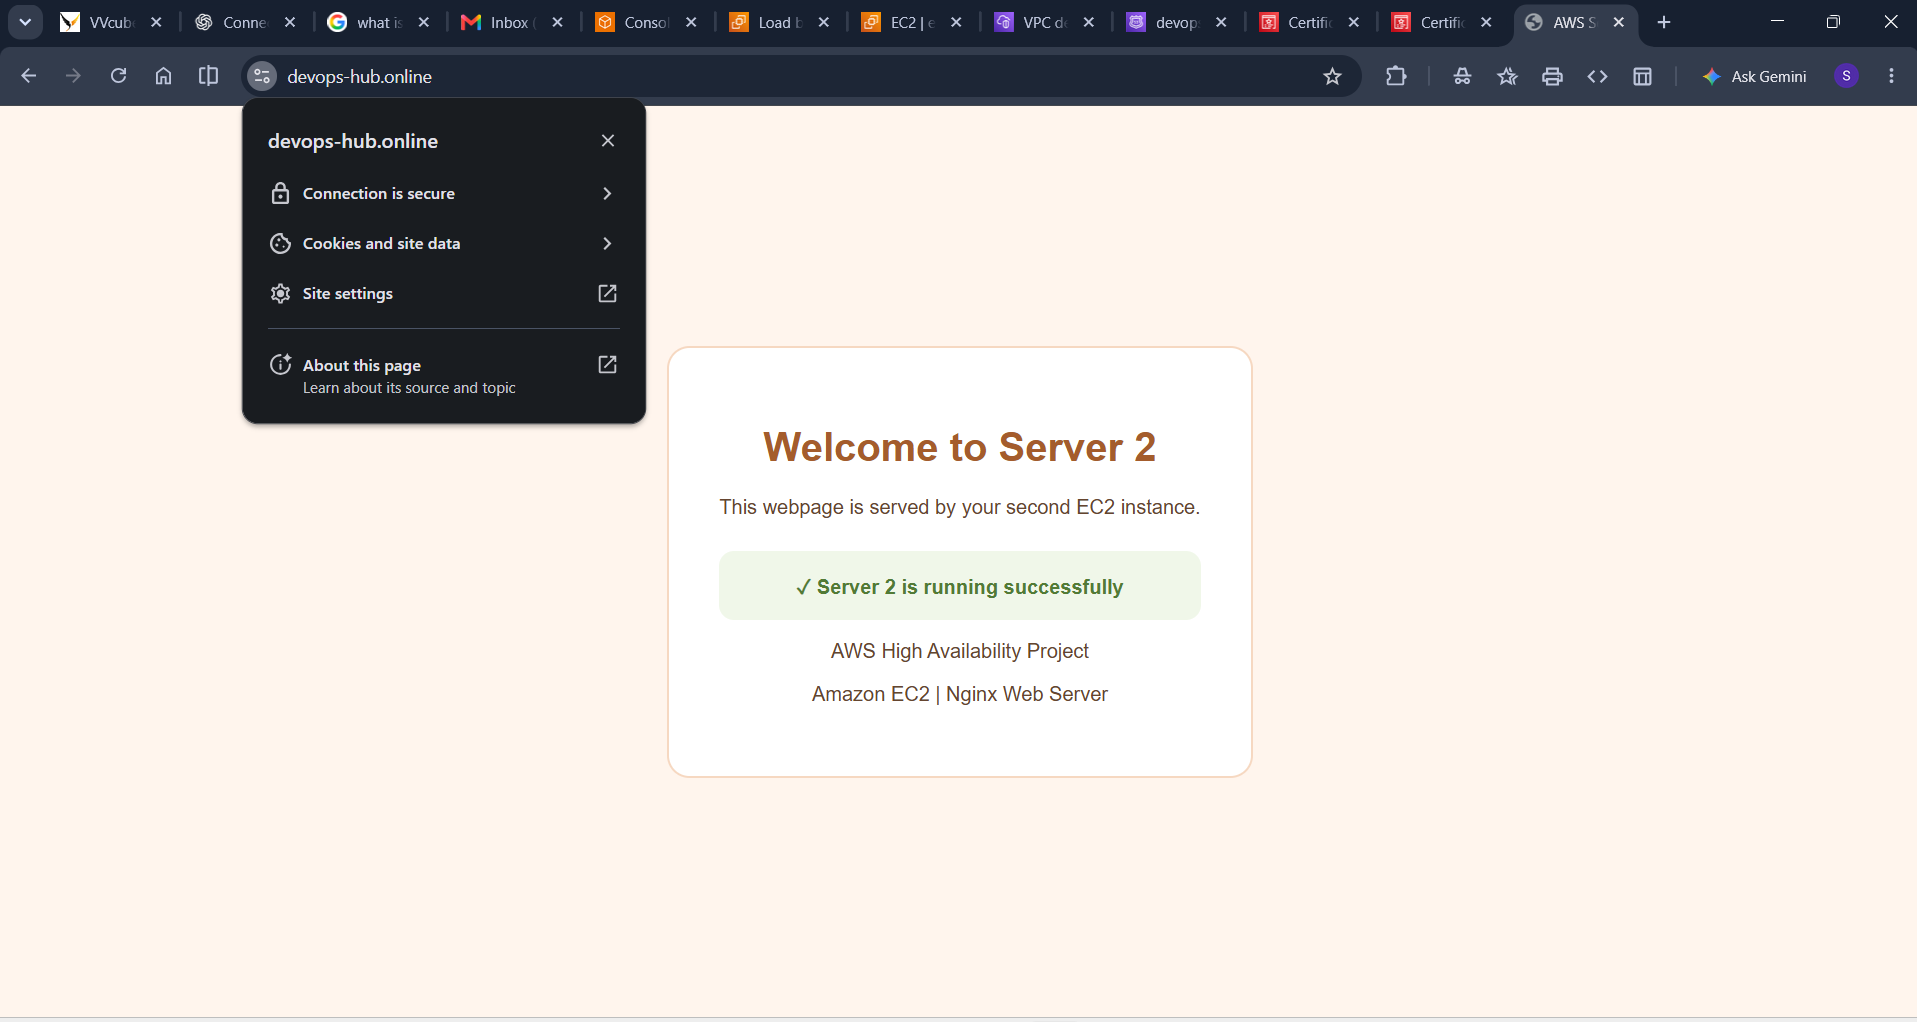 VVcub
Conne
what is
Inbox (
Consol
Load b
EC2 | e
VPC de
devop
Certific
Certific
AWS S
devops-hub.online
Ask Gemini
S
devops-hub.online
Connection is secure
Cookies and site data
Site settings
About this page
Learn about its source and topic
Welcome to Server 2
This webpage is served by your second EC2 instance.
✓ Server 2 is running successfully
AWS High Availability Project
Amazon EC2 | Nginx Web Server